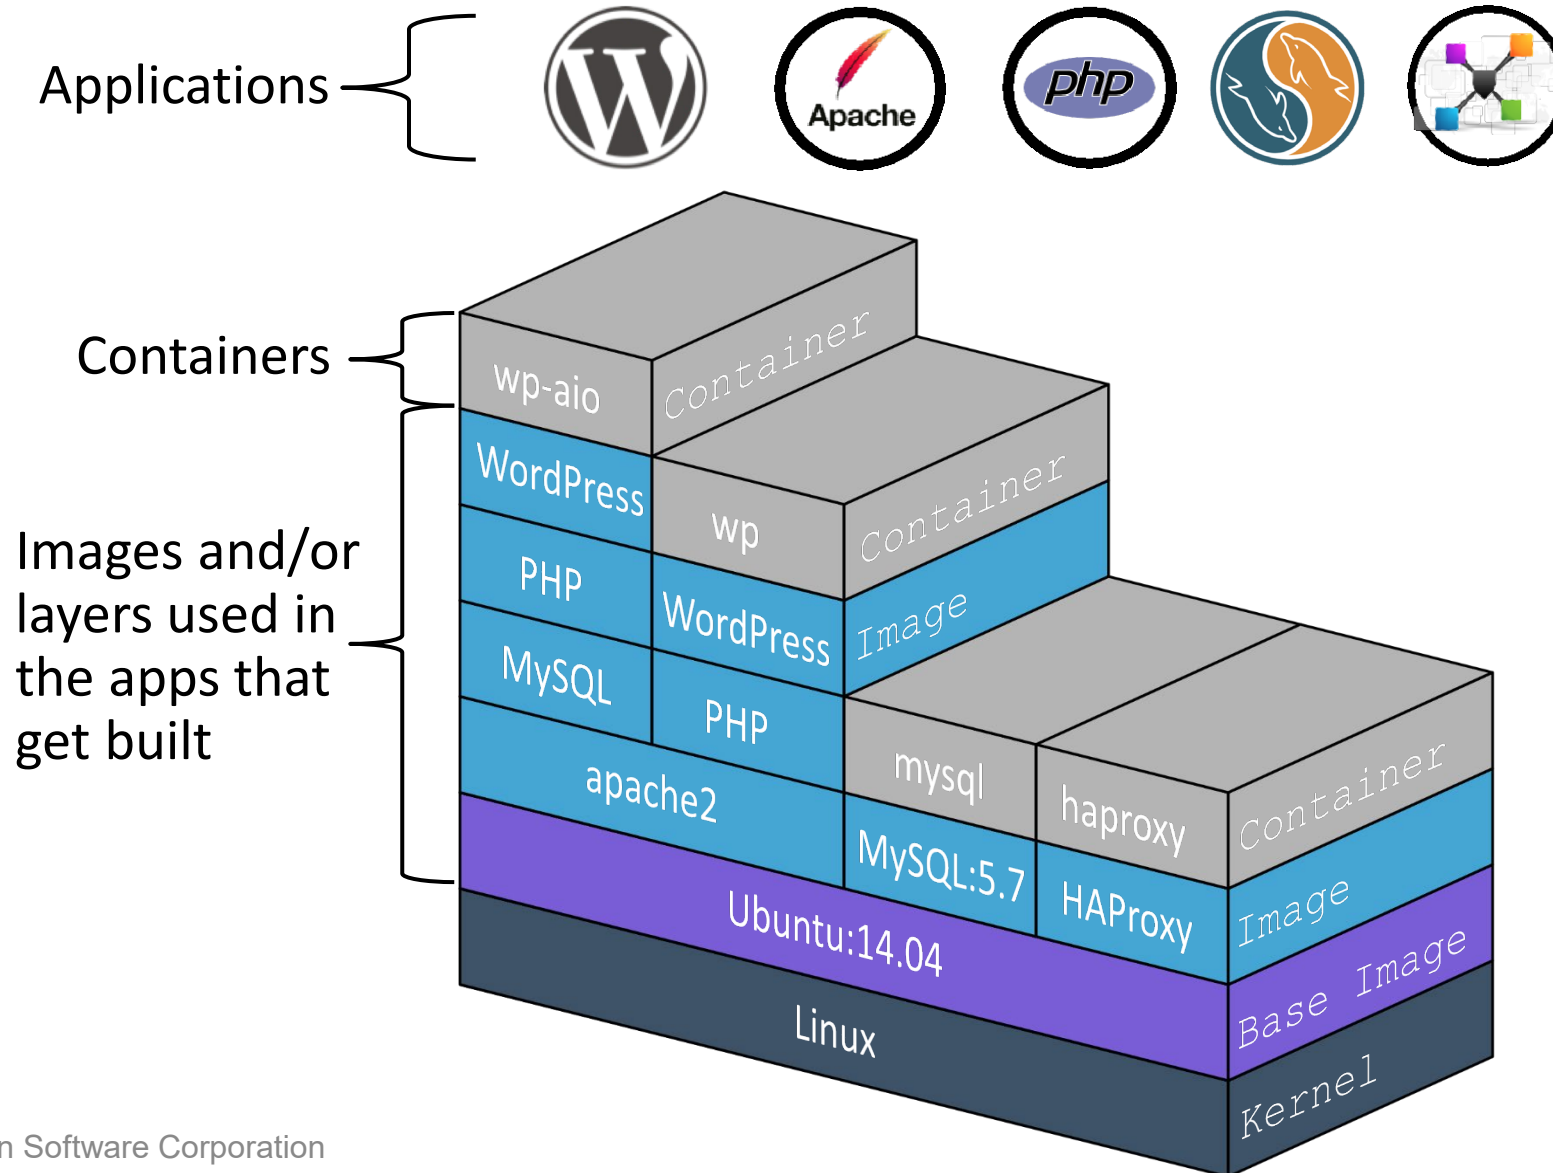 Applications
Apache
php
Containers
wp-aio
Container
WordPress
wp
Container
Images and/or
layers used in
the apps that
get built
PHP
WordPress
Image
MySQL
PHP
mysql
haproxy
Container
apache2
MySQL:5.7
HAProxy
Image
Ubuntu:14.04
Base Image
Linux
Kernel
n Software Corporation